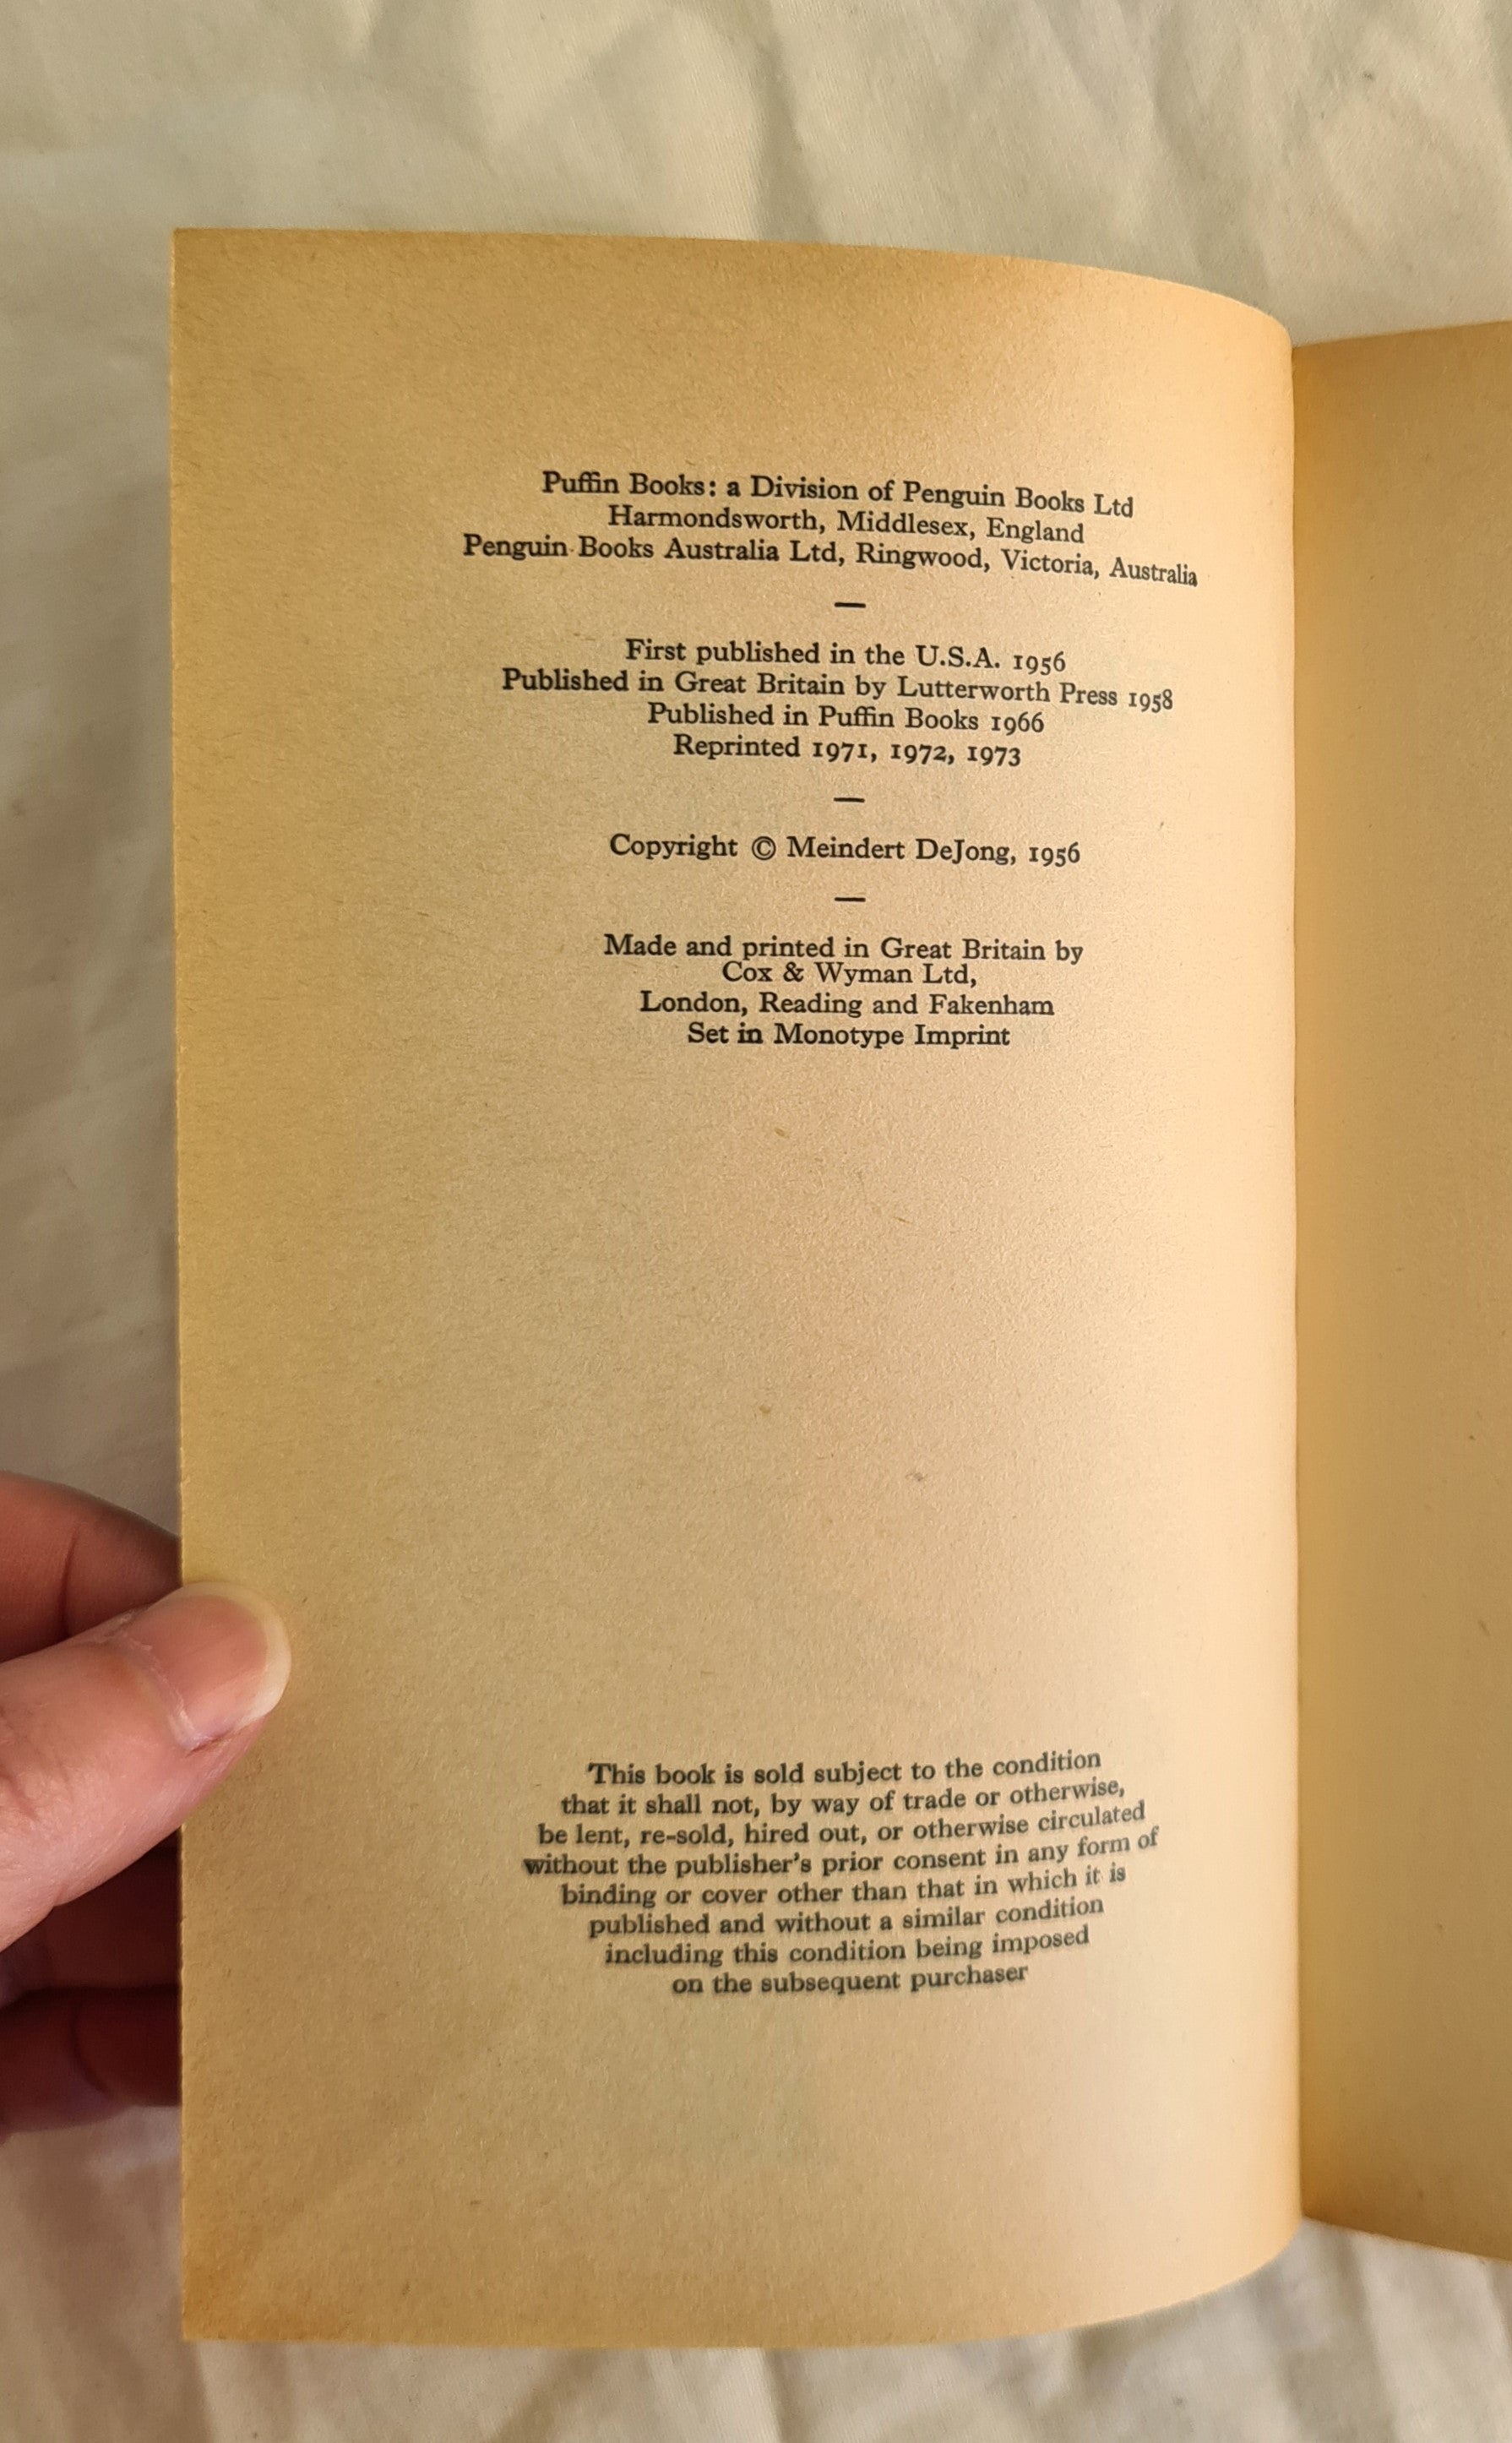 Puffin Books: a Division of Penguin Books Ltd
Harmondsworth, Middlesex, England
Penguin Books Australia Ltd, Ringwood, Victoria, Australia
—
First published in the U.S.A. 1956
Published in Great Britain by Lutterworth Press 1958
Published in Puffin Books 1966
Reprinted 1971, 1972, 1973
—
Copyright © Meindert DeJong, 1956
—
Made and printed in Great Britain by
Cox & Wyman Ltd,
London, Reading and Fakenham
Set in Monotype Imprint
This book is sold subject to the condition
that it shall not, by way of trade or otherwise,
be lent, re-sold, hired out, or otherwise circulated
without the publisher's prior consent in any form of
binding or cover other than that in which it is
published and without a similar condition
including this condition being imposed
on the subsequent purchaser